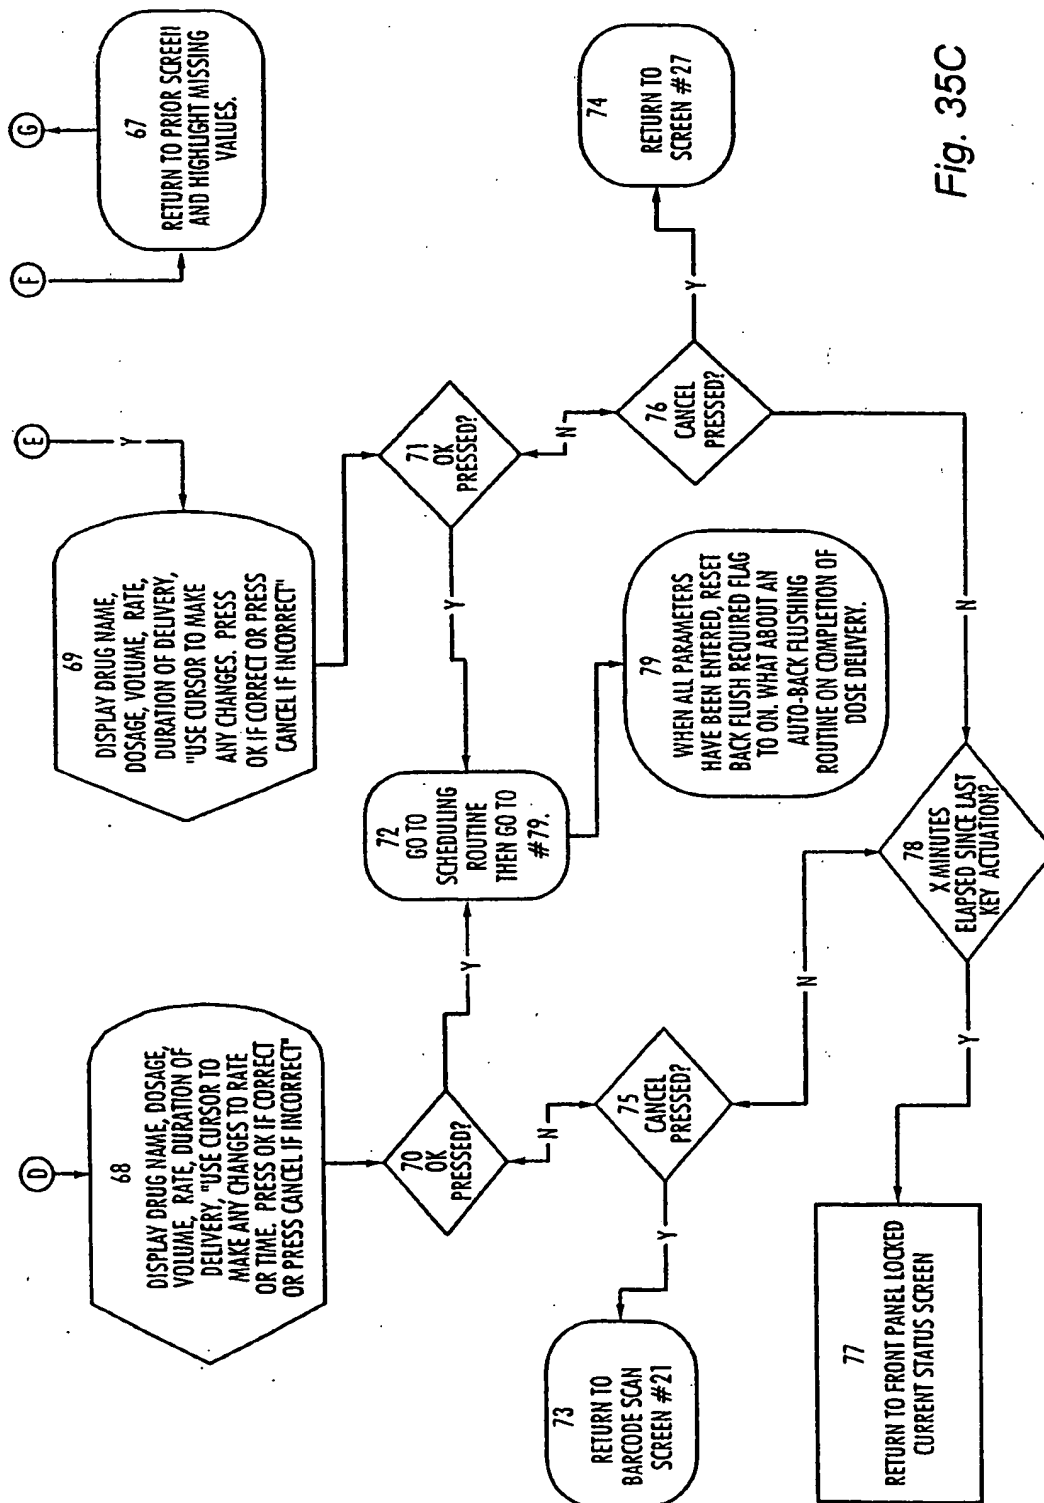 D
68
DISPLAY DRUG NAME, DOSAGE,
VOLUME, RATE, DURATION OF
DELIVERY, "USE CURSOR TO
MAKE ANY CHANGES TO RATE
OR TIME. PRESS OK IF CORRECT
OR PRESS CANCEL IF INCORRECT"
E
Y
69
DISPLAY DRUG NAME,
DOSAGE, VOLUME, RATE,
DURATION OF DELIVERY,
"USE CURSOR TO MAKE
ANY CHANGES. PRESS
OK IF CORRECT OR PRESS
CANCEL IF INCORRECT"
F
G
67
RETURN TO PRIOR SCREEN
AND HIGHLIGHT MISSING
VALUES.
70
OK
PRESSED?
Y
N
72
GO TO
SCHEDULING
ROUTINE
THEN GO TO
#79.
Y
71
OK
PRESSED?
N
73
RETURN TO
BARCODE SCAN
SCREEN #21
Y
75
CANCEL
PRESSED?
N
79
WHEN ALL PARAMETERS
HAVE BEEN ENTERED, RESET
BACK FLUSH REQUIRED FLAG
TO ON. WHAT ABOUT AN
AUTO-BACK FLUSHING
ROUTINE ON COMPLETION OF
DOSE DELIVERY.
76
CANCEL
PRESSED?
Y
N
74
RETURN TO
SCREEN #27
77
RETURN TO FRONT PANEL LOCKED
CURRENT STATUS SCREEN
Y
78
X MINUTES
ELAPSED SINCE LAST
KEY ACTUATION?
Fig. 35C